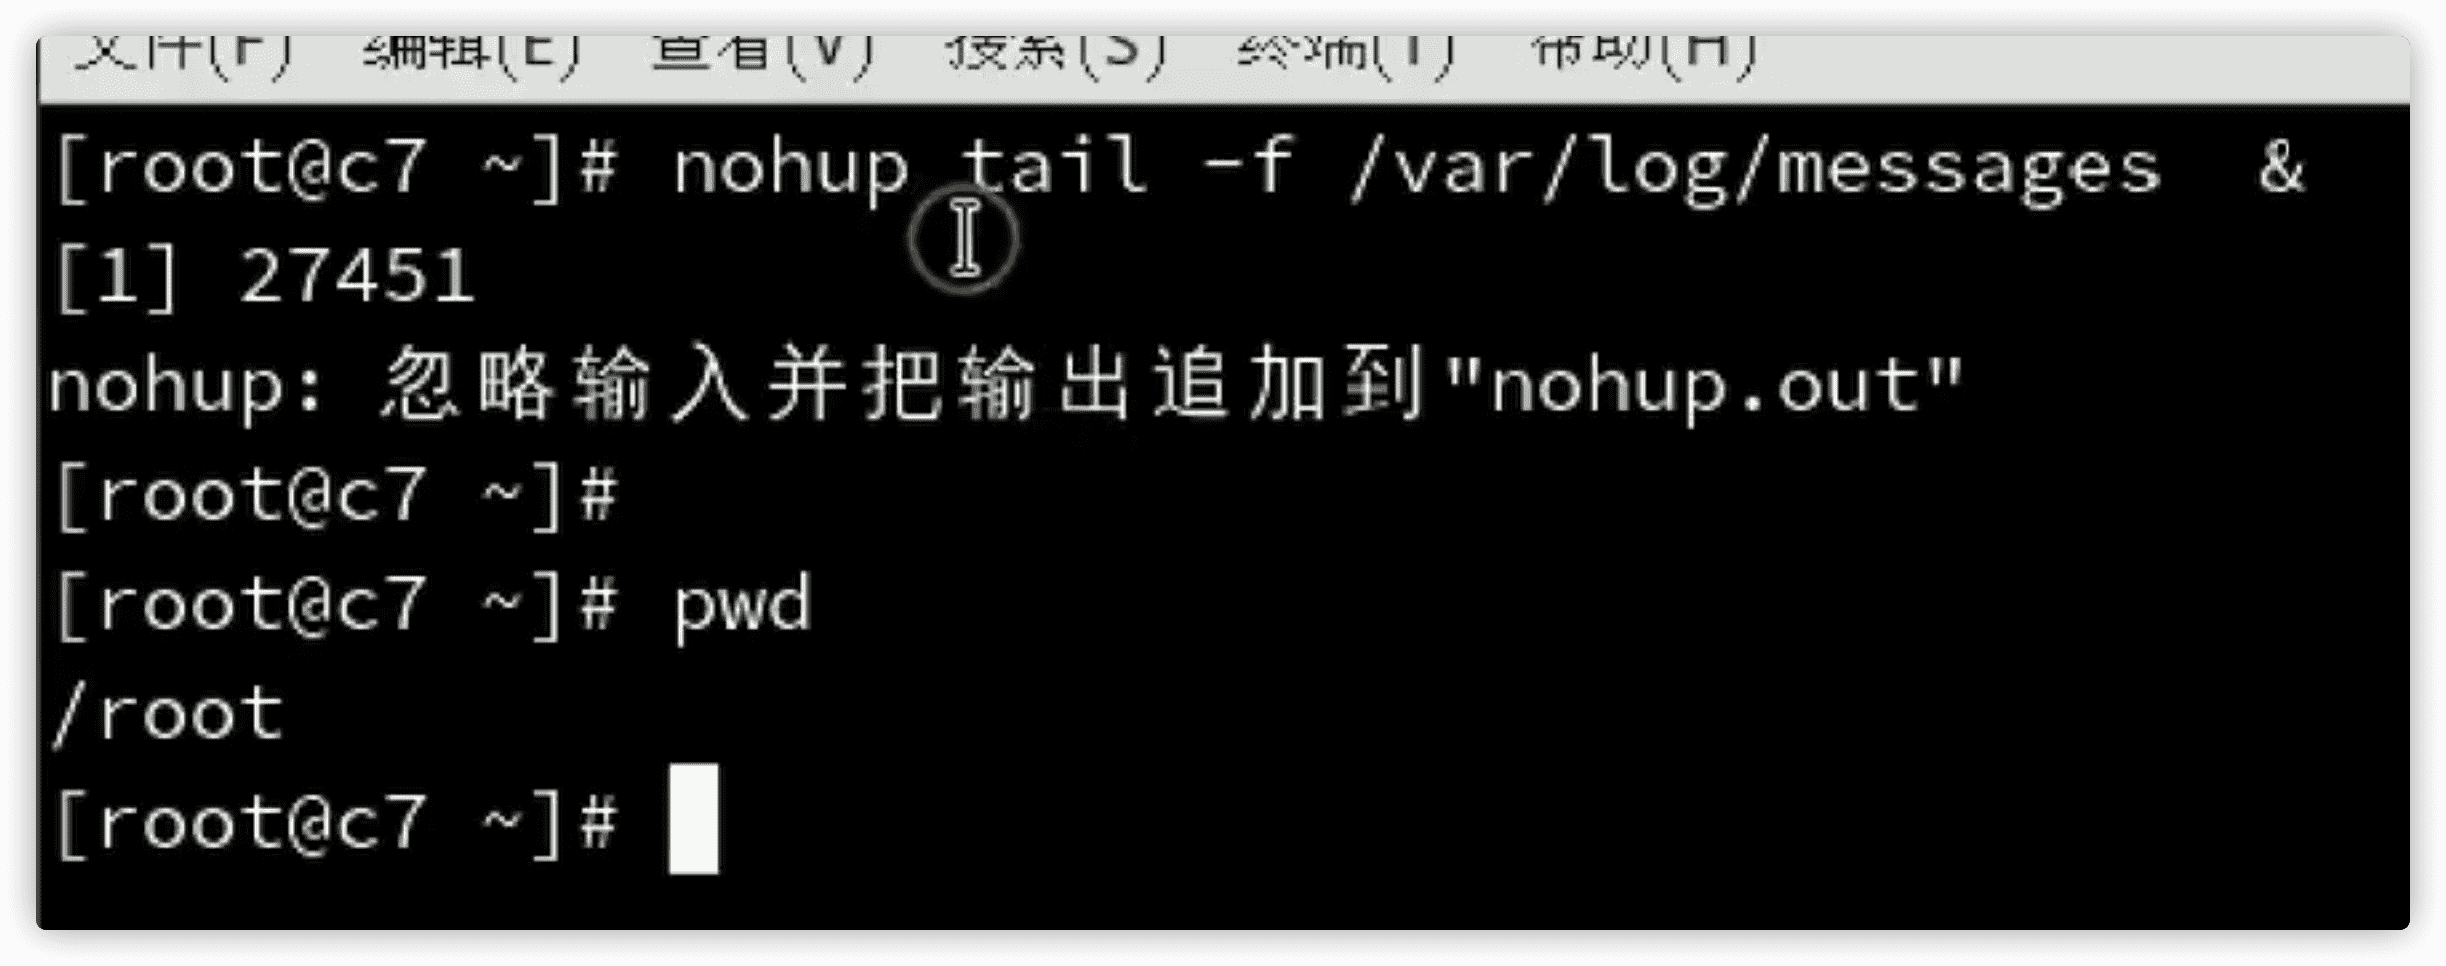 文件(F) 编辑(E) 查看(V) 搜索(S) 终端(T) 帮助(H)
[root@c7 ~]# nohup tail -f /var/log/messages  &
[1] 27451
nohup: 忽略输入并把输出追加到"nohup.out"
[root@c7 ~]#
[root@c7 ~]# pwd
/root
[root@c7 ~]#